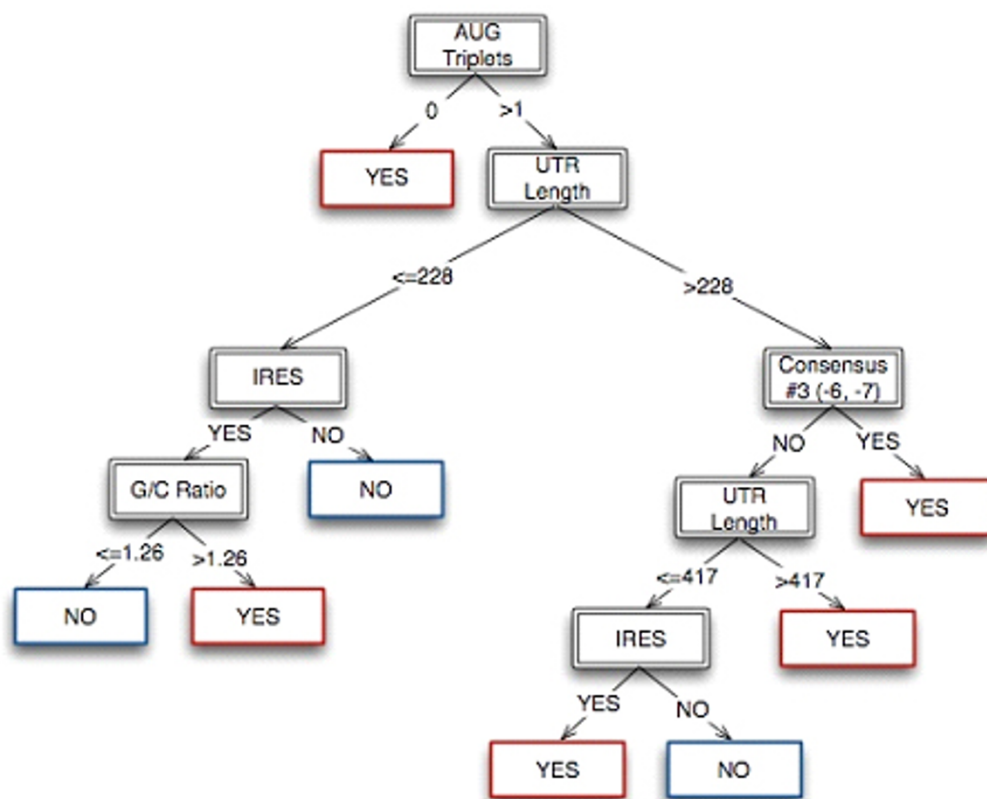 AUG
Triplets
0
>1
YES
UTR
Length
<=228
>228
IRES
Consensus
#3 (-6, -7)
YES
NO
NO
YES
G/C Ratio
NO
UTR
Length
YES
<=1.26
>1.26
<=417
>417
NO
YES
IRES
YES
YES
NO
YES
NO